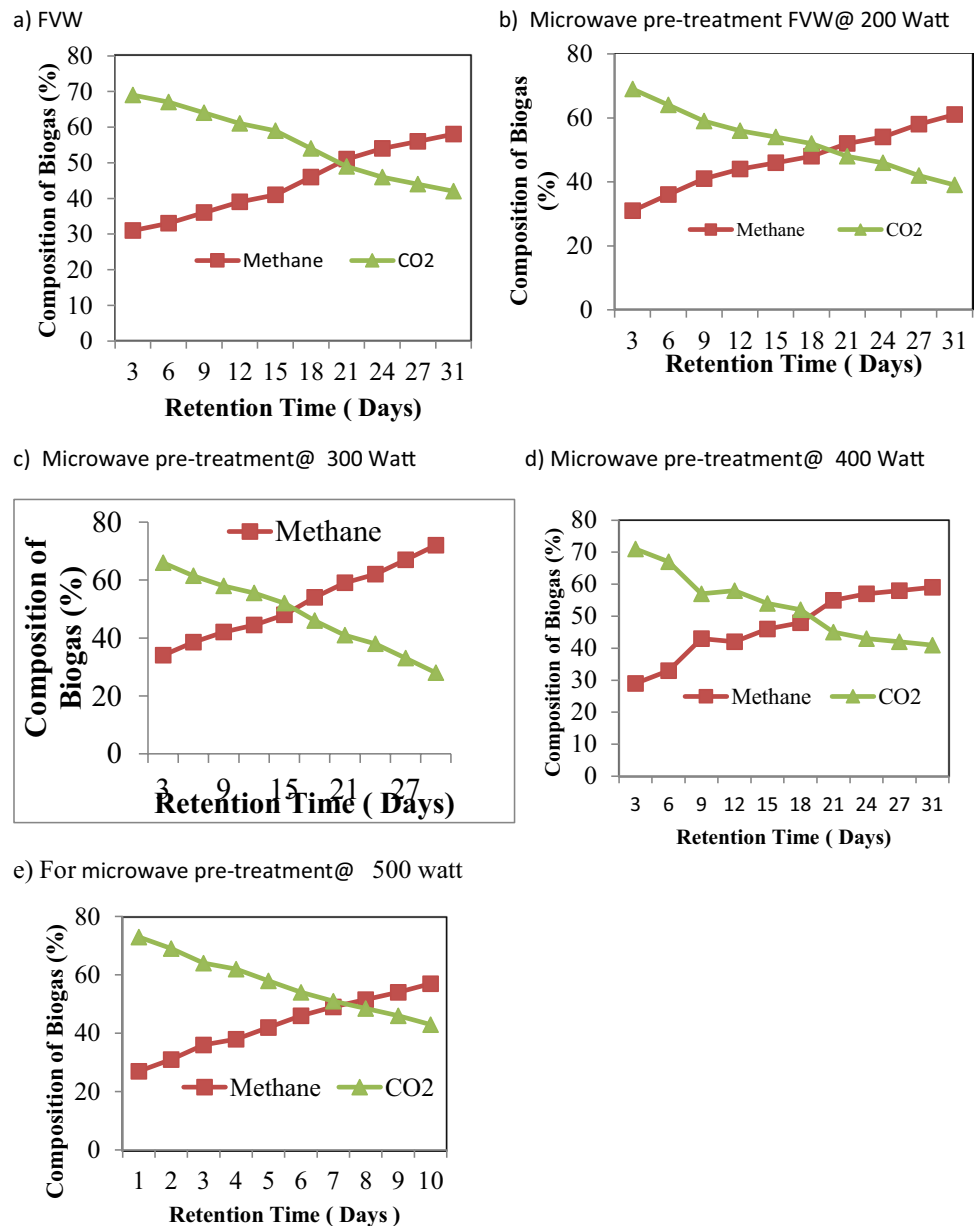 a) FVW
Composition of Biogas (%)
80
70
60
50
40
30
20
10
0
Methane CO2
3 6 9 12 15 18 21 24 27 31
Retention Time ( Days)
b) Microwave pre-treatment FVW@ 200 Watt
Composition of Biogas
(%)
80
60
40
20
0
Methane CO2
3 6 9 12 15 18 21 24 27 31
Retention Time ( Days)
c) Microwave pre-treatment@ 300 Watt
Composition of
Biogas (%)
80
60
40
20
0
Methane
3 9 15 21 27
Retention Time ( Days)
d) Microwave pre-treatment@ 400 Watt
Composition of Biogas (%)
80
70
60
50
40
30
20
10
0
Methane CO2
3 6 9 12 15 18 21 24 27 31
Retention Time ( Days)
e) For microwave pre-treatment@ 500 watt
Composition of Biogas (%)
80
60
40
20
0
Methane CO2
1 2 3 4 5 6 7 8 9 10
Retention Time ( Days )